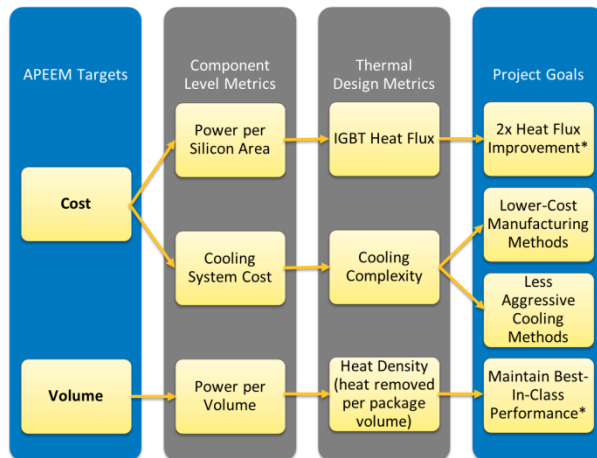 APEEM Targets
Component
Level Metrics
Thermal
Design Metrics
Project Goals
Cost
Power per
Silicon Area
IGBT Heat Flux
2x Heat Flux
Improvement*
Cooling
System Cost
Cooling
Complexity
Lower-Cost
Manufacturing
Methods
Less
Aggressive
Cooling
Methods
Volume
Power per
Volume
Heat Density
(heat removed
per package
volume)
Maintain Best-
In-Class
Performance*